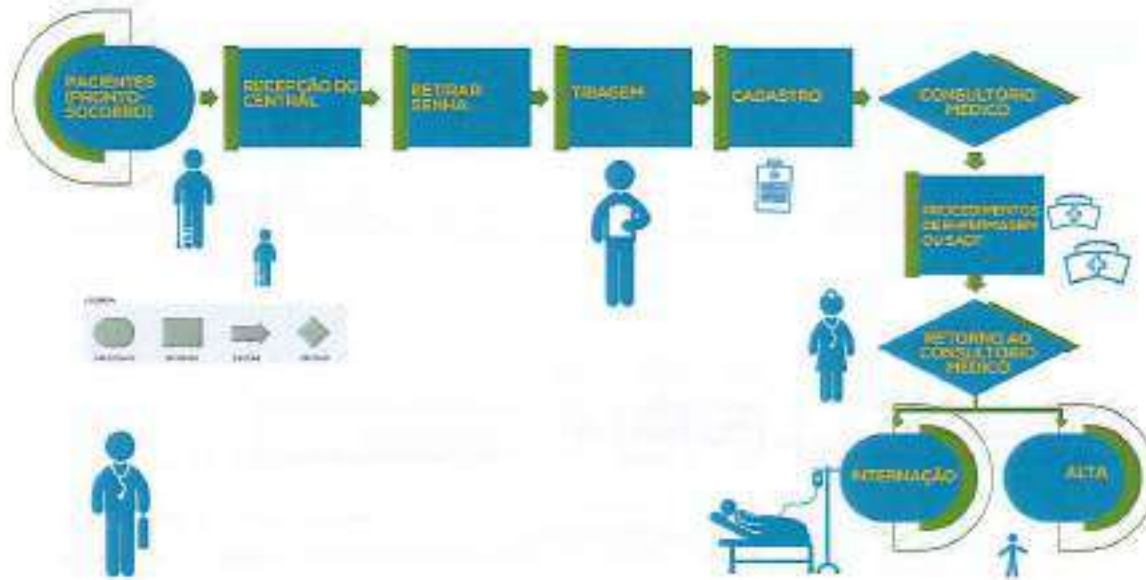 PACIENTES
(PRONTO-
SOCORRO)
RECEPÇÃO DO
CENTRAL
RETIRAR
SENHA
TRIAGEM
CADASTRO
CONSULTÓRIO
MÉDICO
PROCEDIMENTOS
DE ENFERMAGEM
OU SADT
RETORNO AO
CONSULTÓRIO
MÉDICO
INTERNAÇÃO
ALTA